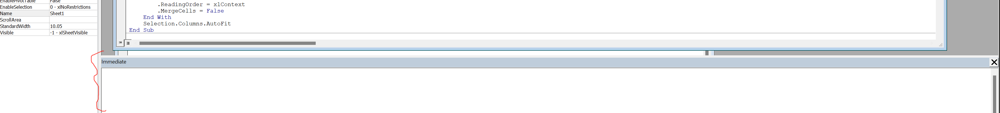 EnablePivotTable False
EnableSelection 0 - xlNoRestrictions
Name Sheet1
ScrollArea
StandardWidth 10.05
Visible -1 - xlSheetVisible
.ReadingOrder = xlContext
.MergeCells = False
End With
Selection.Columns.AutoFit
End Sub
Immediate